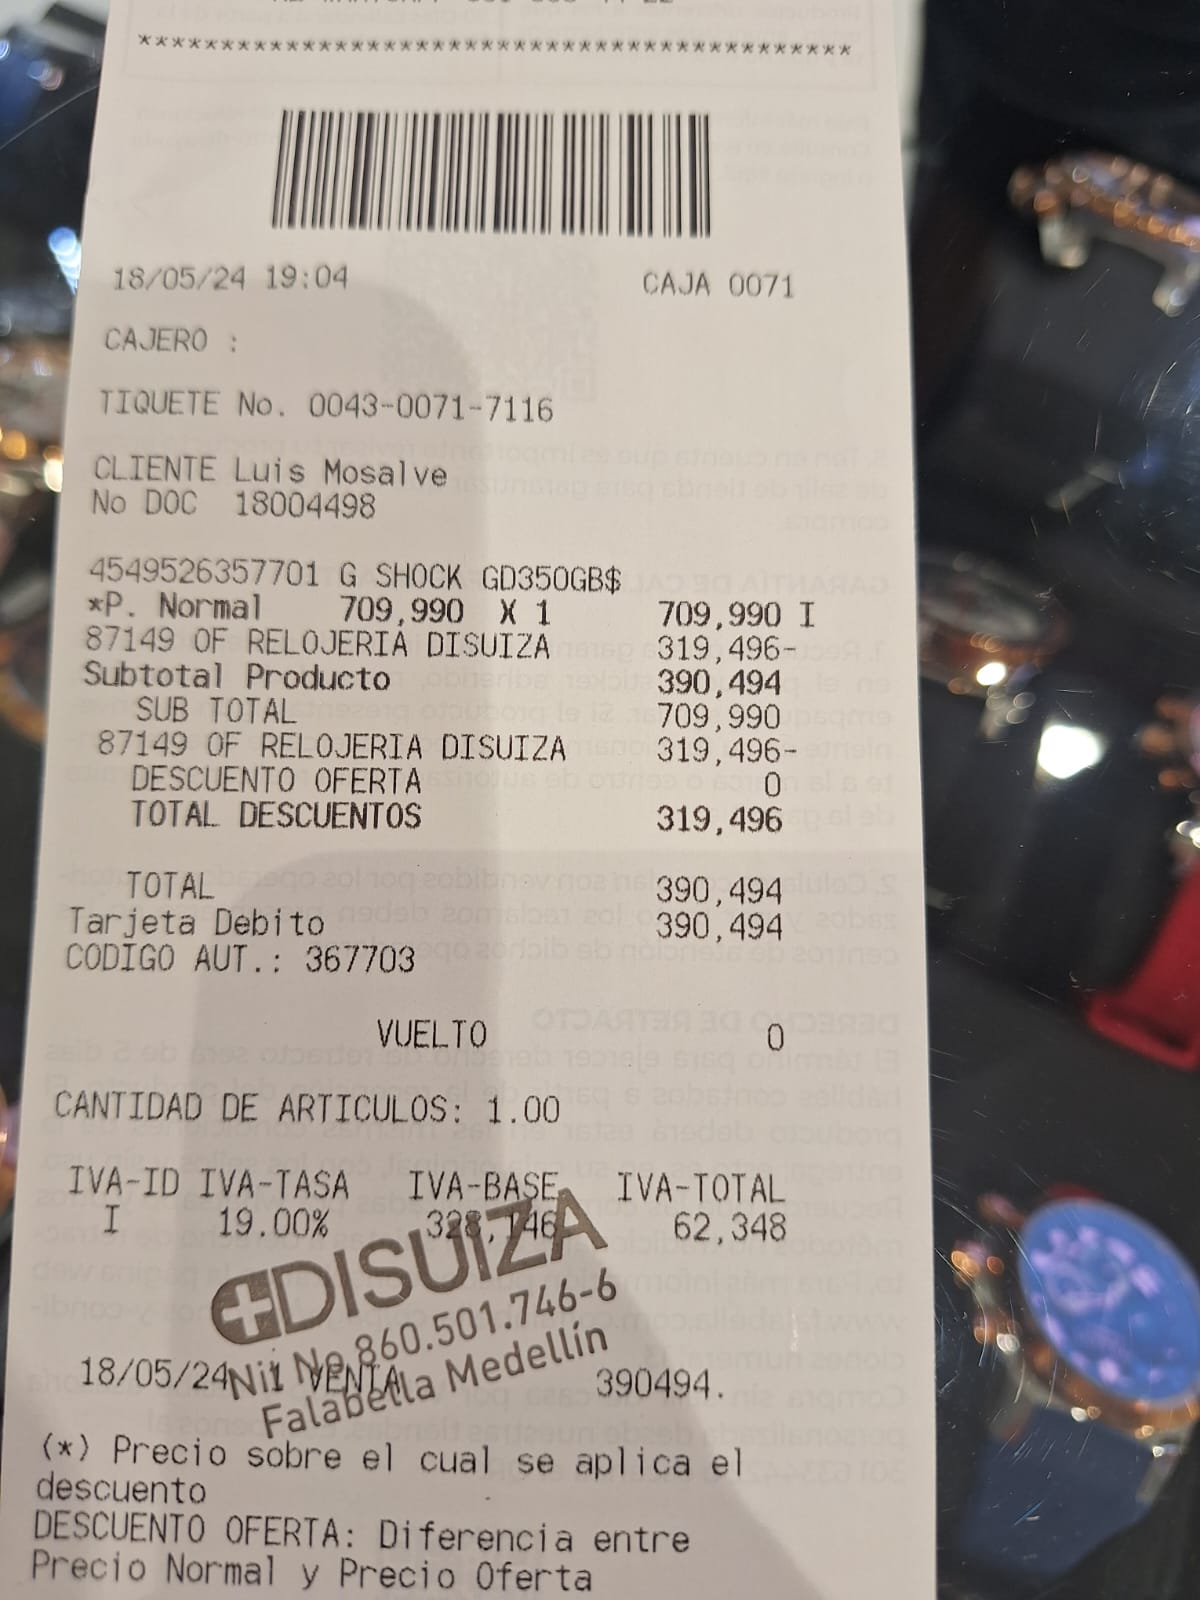 ********************************************
18/05/24 19:04 CAJA 0071
CAJERO :
TIQUETE No. 0043-0071-7116
CLIENTE Luis Mosalve
No DOC 18004498
4549526357701 G SHOCK GD350GB$
*P. Normal 709,990 X 1 709,990 I
87149 OF RELOJERIA DISUIZA 319,496-
Subtotal Producto 390,494
SUB TOTAL 709,990
87149 OF RELOJERIA DISUIZA 319,496-
DESCUENTO OFERTA 0
TOTAL DESCUENTOS 319,496
TOTAL 390,494
Tarjeta Debito 390,494
CODIGO AUT.: 367703
VUELTO 0
CANTIDAD DE ARTICULOS: 1.00
IVA-ID IVA-TASA IVA-BASE IVA-TOTAL
I 19.00% 328,146 62,348
DISUIZA
Nit No 860.501.746-6
Falabella Medellín
18/05/24 1 VENTA 390494.
(*) Precio sobre el cual se aplica el
descuento
DESCUENTO OFERTA: Diferencia entre
Precio Normal y Precio Oferta